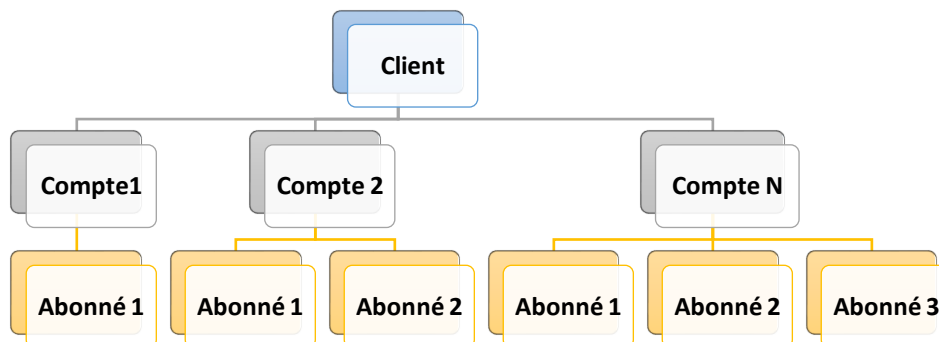 Client
Compte1
Compte 2
Compte N
Abonné 1
Abonné 1
Abonné 2
Abonné 1
Abonné 2
Abonné 3